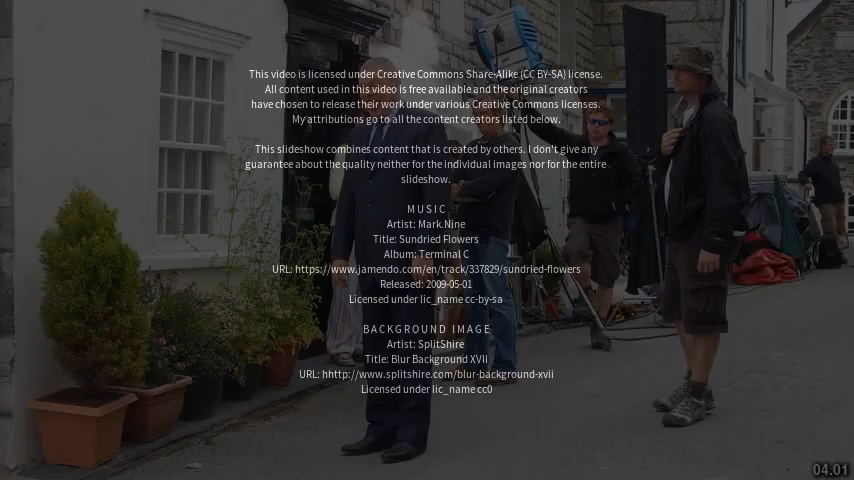 This video is licensed under Creative Commons Share-Alike (CC BY-SA) license.
All content used in this video is free available and the original creators
have chosen to release their work under various Creative Commons licenses.
My attributions go to all the content creators listed below.
This slideshow combines content that is created by others. I don't give any
guarantee about the quality neither for the individual images nor for the entire
slideshow.
MUSIC
Artist: Mark.Nine
Title: Sundried Flowers
Album: Terminal C
URL: https://www.jamendo.com/en/track/337829/sundried-flowers
Released: 2009-05-01
Licensed under lic_name cc-by-sa
BACKGROUND IMAGE
Artist: SplitShire
Title: Blur Background XVII
URL: hhttp://www.splitshire.com/blur-background-xvii
Licensed under lic_name cc0
04.01